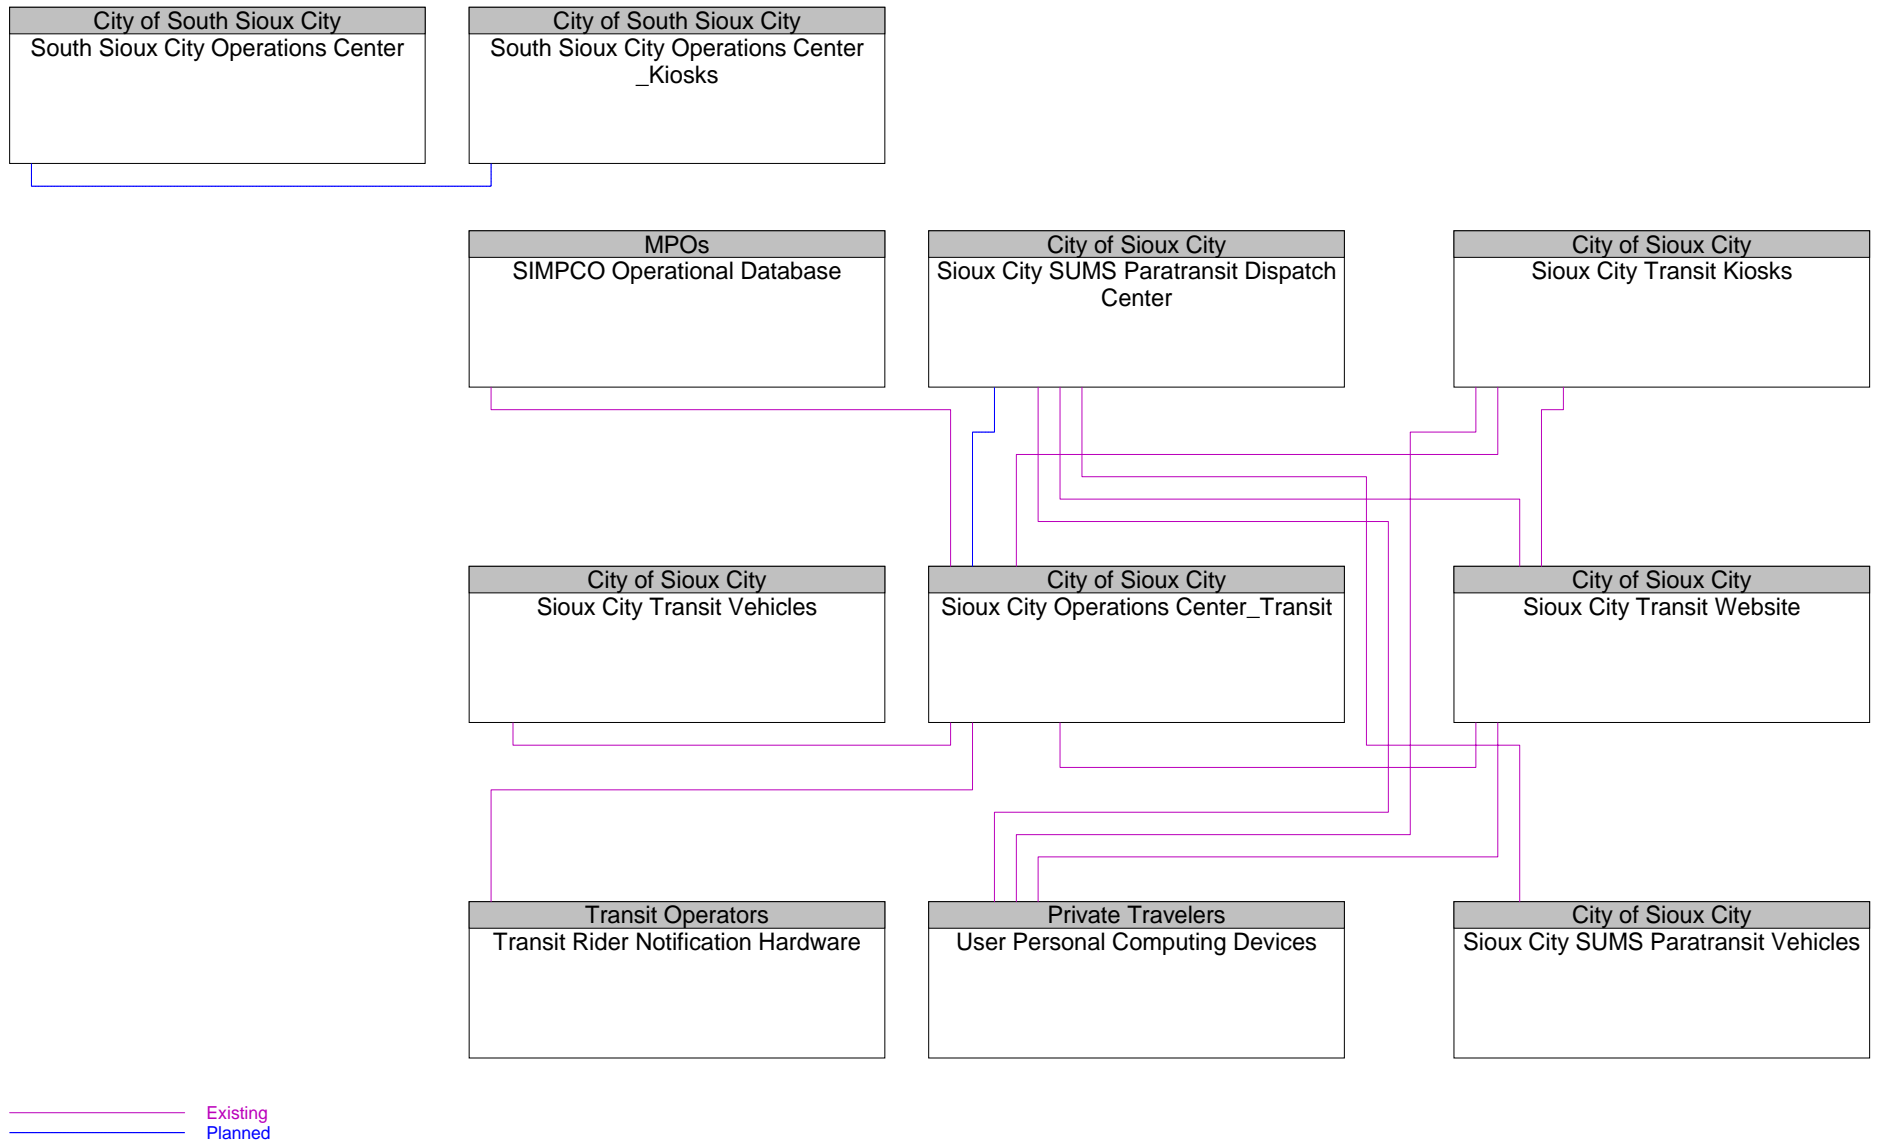 City of South Sioux City
South Sioux City Operations Center
City of South Sioux City
South Sioux City Operations Center
_Kiosks
MPOs
SIMPCO Operational Database
City of Sioux City
Sioux City SUMS Paratransit Dispatch
Center
City of Sioux City
Sioux City Transit Kiosks
City of Sioux City
Sioux City Transit Vehicles
City of Sioux City
Sioux City Operations Center_Transit
City of Sioux City
Sioux City Transit Website
Transit Operators
Transit Rider Notification Hardware
Private Travelers
User Personal Computing Devices
City of Sioux City
Sioux City SUMS Paratransit Vehicles
Existing
Planned